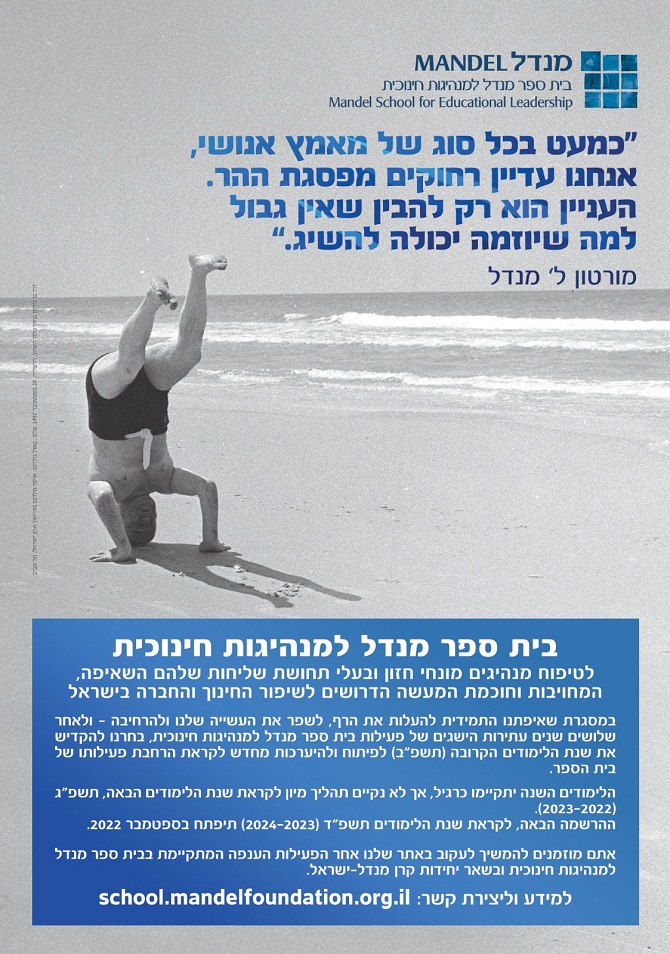 מנדל MANDEL
בית ספר מנדל למנהיגות חינוכית
Mandel School for Educational Leadership
"כמעט בכל סוג של מאמץ אנושי,
אנחנו עדיין רחוקים מפסגת ההר.
העניין הוא רק להבין שאין גבול
למה שיוזמה יכולה להשיג."
מורטון ל' מנדל
בית ספר מנדל למנהיגות חינוכית
לטיפוח מנהיגים מונחי חזון ובעלי תחושת שליחות שלהם השאיפה,
המחויבות וחוכמת המעשה הדרושים לשיפור החינוך והחברה בישראל
במסגרת שאיפתנו התמידית להעלות את הרף, לשפר את העשייה שלנו ולהרחיבה - ולאחר
שלושים שנים עתירות הישגים של פעילות בית ספר מנדל למנהיגות חינוכית, בחרנו להקדיש
את שנת הלימודים הקרובה (תשפ"ב) לפיתוח ולהיערכות מחדש לקראת הרחבת פעילותו של
בית הספר.
הלימודים השנה יתקיימו כרגיל, אך לא נקיים תהליך מיון לקראת שנת הלימודים הבאה, תשפ"ג
(2022-2023).
ההרשמה הבאה, לקראת שנת הלימודים תשפ"ד (2023-2024) תיפתח בספטמבר 2022.
אתם מוזמנים להמשיך לעקוב באתר שלנו אחר הפעילות הענפה המתקיימת בבית ספר מנדל
למנהיגות חינוכית ובשאר יחידות קרן מנדל-ישראל.
למידע וליצירת קשר: school.mandelfoundation.org.il